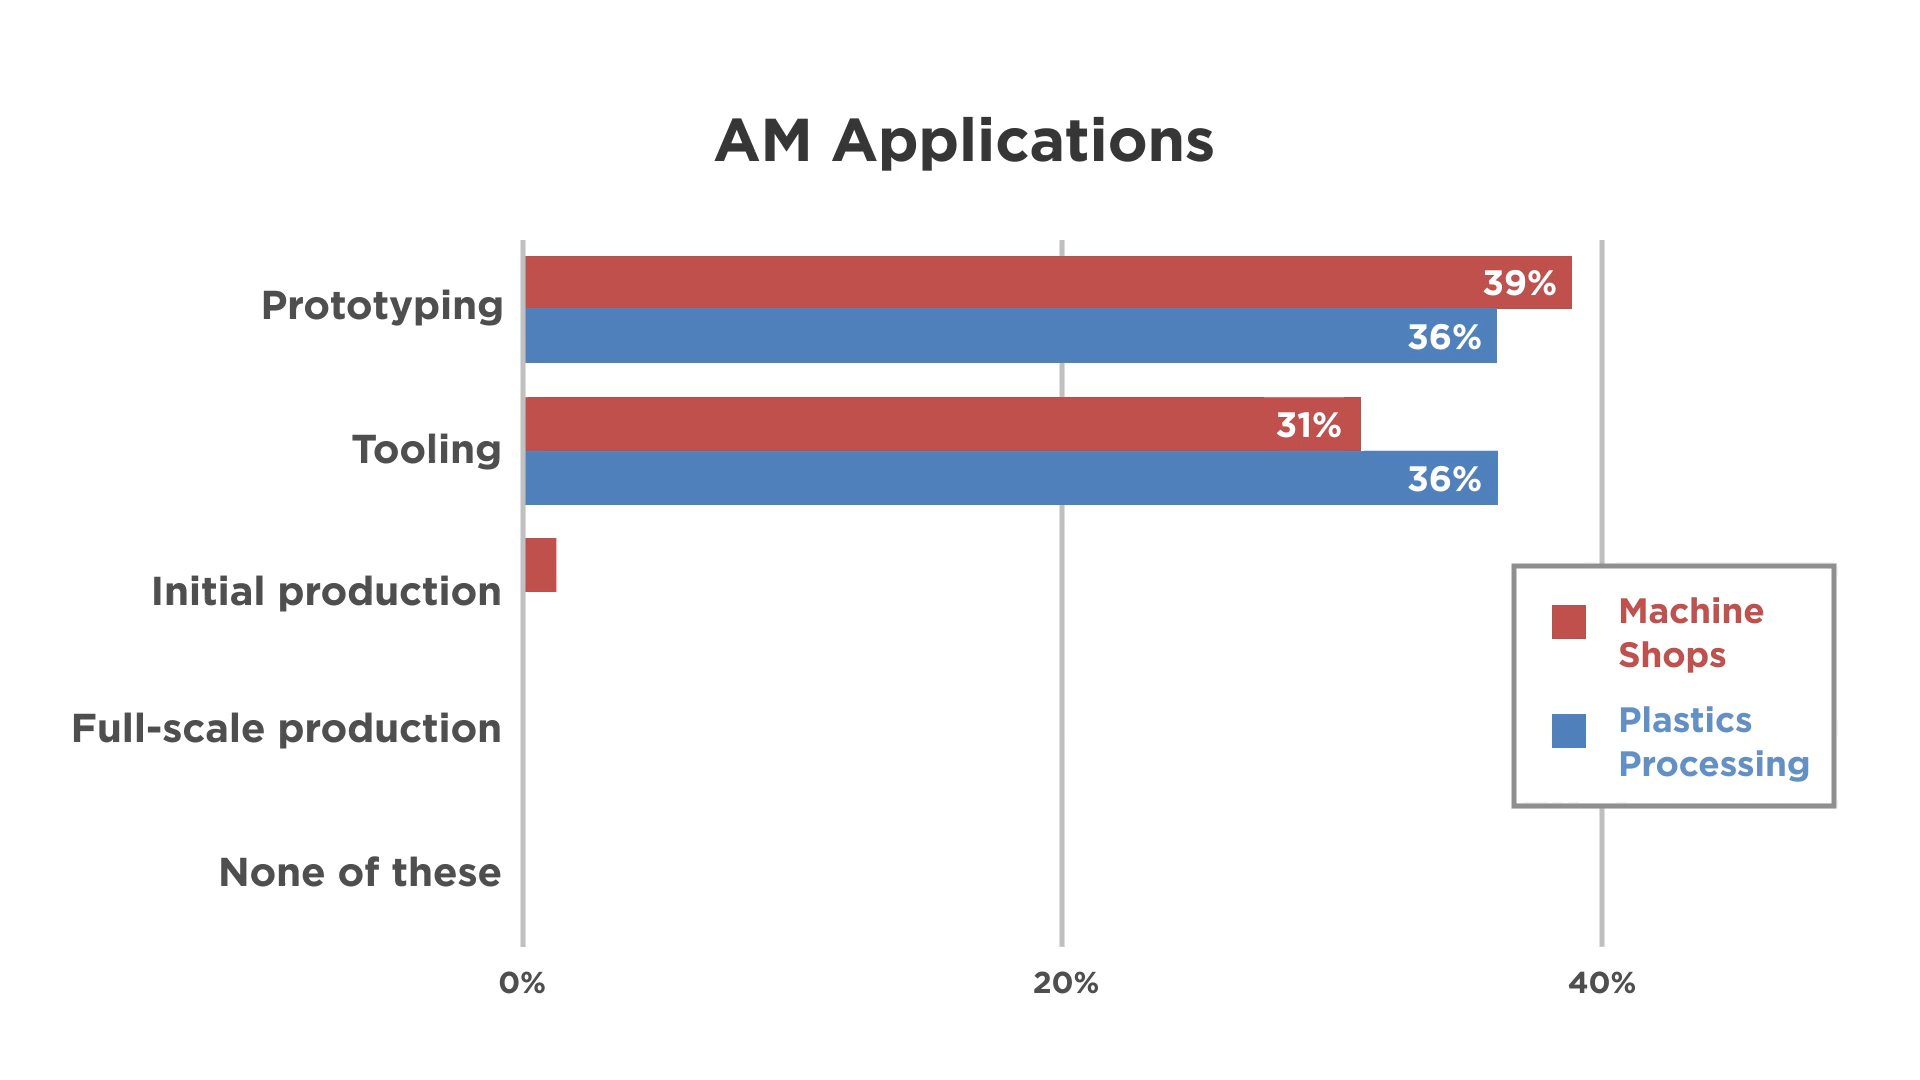 AM Applications
Prototyping
39%
36%
Tooling
31%
36%
Initial production
Machine
Shops
Full-scale production
Plastics
Processing
None of these
0%
20%
40%